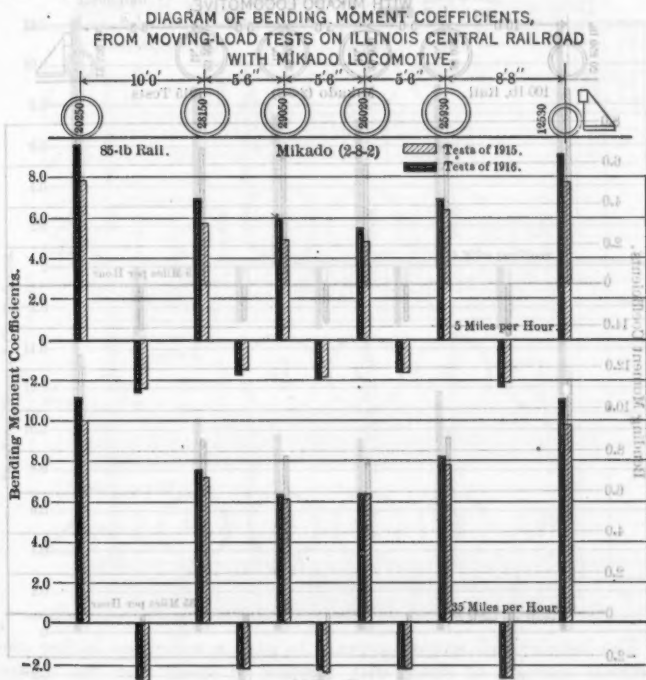 DIAGRAM OF BENDING MOMENT COEFFICIENTS,
FROM MOVING-LOAD TESTS ON ILLINOIS CENTRAL RAILROAD
WITH MIKADO LOCOMOTIVE.
10'0" 5'6" 5'6" 5'6" 8'8"
20250 28150 26020 25930 12530
85-lb Rail. Mikado (2-8-2) Tests of 1915.
Tests of 1916.
8.0
6.0
4.0
2.0
5 Miles per Hour.
0
-2.0
Bending Moment Coefficients.
10.0
8.0
6.0
4.0
2.0
35 Miles per Hour.
0
-2.0